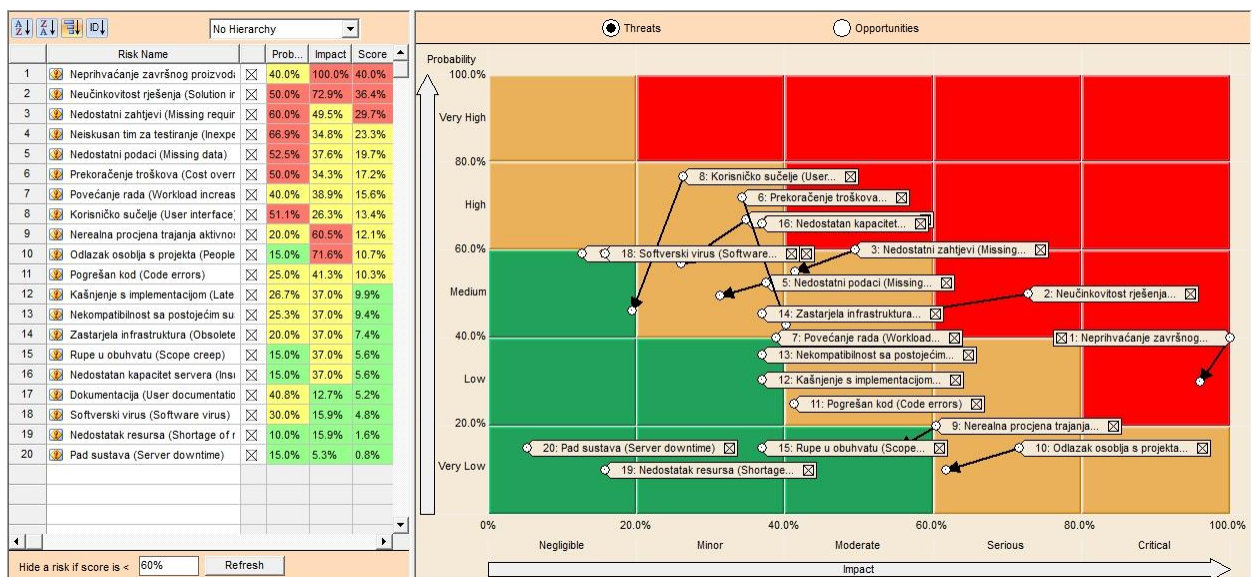 No Hierarchy
Threats
Opportunities
Risk Name Prob... Impact Score
1 Neprihvaćanje završnog proizvoda 40.0% 100.0% 40.0%
2 Neučinkovitost rješenja (Solution in 50.0% 72.9% 36.4%
3 Nedostatni zahtjevi (Missing requir 60.0% 49.5% 29.7%
4 Neiskusan tim za testiranje (Inexpe 66.9% 34.8% 23.3%
5 Nedostatni podaci (Missing data) 52.5% 37.6% 19.7%
6 Prekoračenje troškova (Cost overr 50.0% 34.3% 17.2%
7 Povećanje rada (Workload increas 40.0% 38.9% 15.6%
8 Korisničko sučelje (User interface) 51.1% 26.3% 13.4%
9 Nerealna procjena trajanja aktivnos 20.0% 60.5% 12.1%
10 Odlazak osoblja s projekta (People 15.0% 71.6% 10.7%
11 Pogrešan kod (Code errors) 25.0% 41.3% 10.3%
12 Kašnjenje s implementacijom (Late 26.7% 37.0% 9.9%
13 Nekompatibilnost sa postojećim su 25.3% 37.0% 9.4%
14 Zastarjela infrastruktura (Obsolete 20.0% 37.0% 7.4%
15 Rupe u obuhvatu (Scope creep) 15.0% 37.0% 5.6%
16 Nedostatan kapacitet servera (Insu 15.0% 37.0% 5.6%
17 Dokumentacija (User documentatio 40.8% 12.7% 5.2%
18 Softverski virus (Software virus) 30.0% 15.9% 4.8%
19 Nedostatak resursa (Shortage of r 10.0% 15.9% 1.6%
20 Pad sustava (Server downtime) 15.0% 5.3% 0.8%
Hide a risk if score is < 60% Refresh
Probability
100.0%
Very High
80.0%
High
60.0%
Medium
40.0%
Low
20.0%
Very Low
8: Korisničko sučelje (User...
6: Prekoračenje troškova...
16: Nedostatan kapacitet...
18: Softverski virus (Software...
3: Nedostatni zahtjevi (Missing...
5: Nedostatni podaci (Missing...
2: Neučinkovitost rješenja...
14: Zastarjela infrastruktura...
7: Povećanje rada (Workload...
1: Neprihvaćanje završnog...
13: Nekompatibilnost sa postojećim...
12: Kašnjenje s implementacijom...
11: Pogrešan kod (Code errors)
9: Nerealna procjena trajanja...
20: Pad sustava (Server downtime)
15: Rupe u obuhvatu (Scope...
10: Odlazak osoblja s projekta...
19: Nedostatak resursa (Shortage...
0% 20.0% 40.0% 60.0% 80.0% 100.0%
Negligible Minor Moderate Serious Critical
Impact